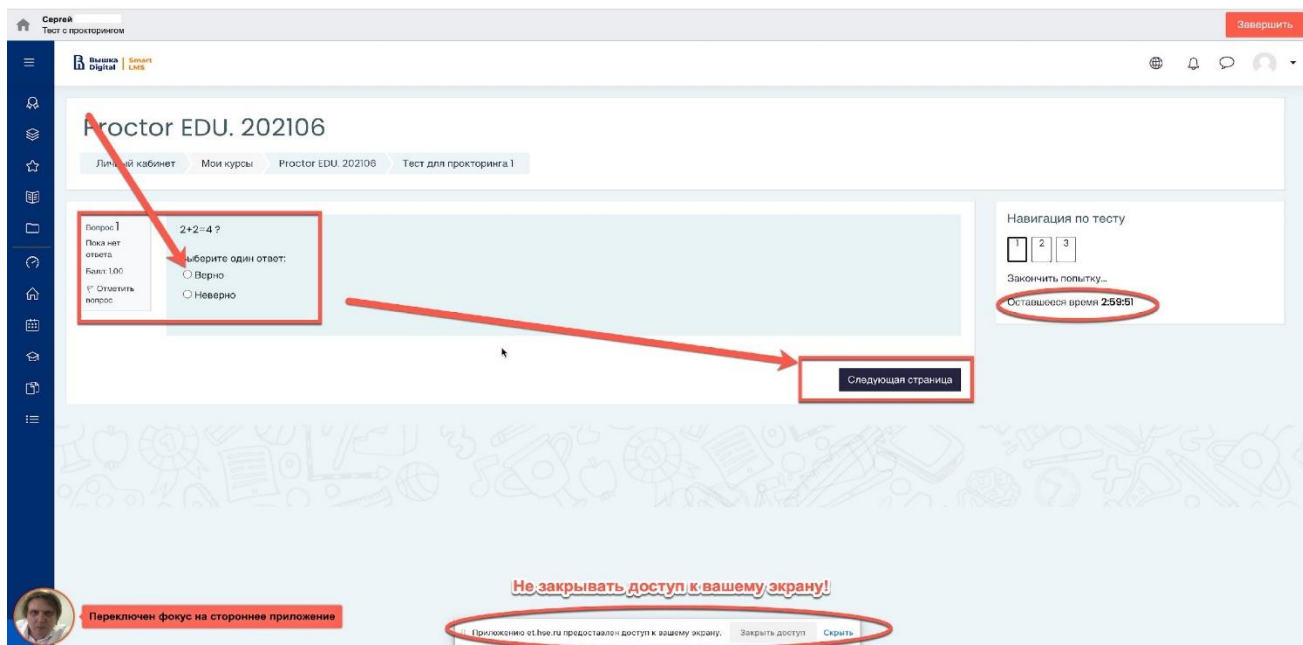 Сергей
Тест с прокторингом
Завершить
Вышка
Digital
Smart
LMS
Proctor EDU. 202106
Личный кабинет
Мои курсы
Proctor EDU. 202106
Тест для прокторинга 1
Вопрос 1
Пока нет
ответа
Балл: 1,00
Отметить
вопрос
2+2=4 ?
Выберите один ответ:
Верно
Неверно
Следующая страница
Навигация по тесту
1 2 3
Закончить попытку...
Оставшееся время 2:59:51
Не закрывать доступ к вашему экрану!
Переключен фокус на стороннее приложение
Приложению et.hse.ru предоставлен доступ к вашему экрану.
Закрыть доступ
Скрыть